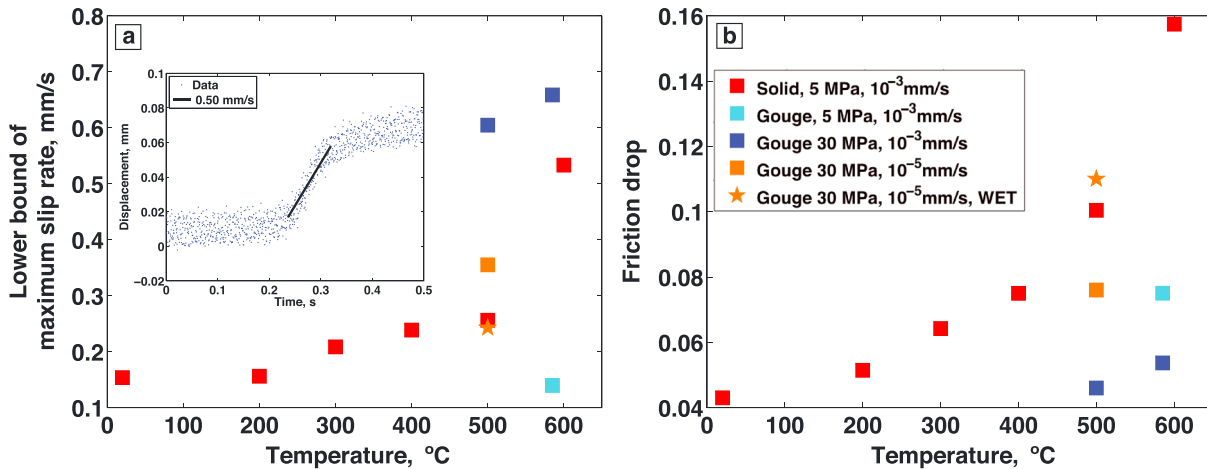 a
Lower bound of
maximum slip rate, mm/s
0.8
0.7
0.6
0.5
0.4
0.3
0.2
0.1
0 100 200 300 400 500 600
Temperature, ºC
Data
0.50 mm/s
Displacement, mm
0.1
0.08
0.06
0.04
0.02
0
−0.02
0 0.1 0.2 0.3 0.4 0.5
Time, s
b
Friction drop
0.16
0.14
0.12
0.1
0.08
0.06
0.04
0 100 200 300 400 500 600
Temperature, ºC
Solid, 5 MPa, 10⁻³mm/s
Gouge, 5 MPa, 10⁻³mm/s
Gouge 30 MPa, 10⁻³mm/s
Gouge 30 MPa, 10⁻⁵mm/s
Gouge 30 MPa, 10⁻⁵mm/s, WET